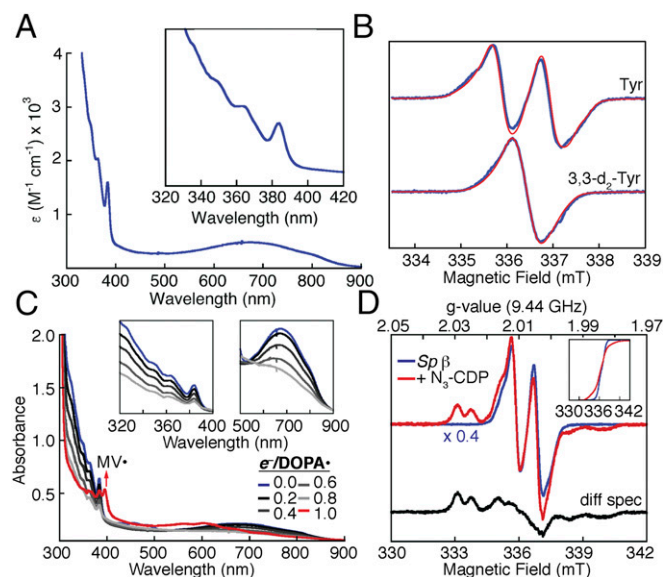 A
ε (M⁻¹ cm⁻¹) x 10³
4
3
2
1
300 400 500 600 700 800 900
Wavelength (nm)
320 340 360 380 400 420
Wavelength (nm)
B
Tyr
3,3-d₂-Tyr
334 335 336 337 338 339
Magnetic Field (mT)
C
Absorbance
2.0
1.5
1.0
0.5
MV•
320 360 400
500 700 900
Wavelength (nm)
e⁻/DOPA•
0.0 0.6
0.2 0.8
0.4 1.0
300 400 500 600 700 800 900
Wavelength (nm)
D
g-value (9.44 GHz)
2.05 2.03 2.01 1.99 1.97
Sp β
+ N₃-CDP
x 0.4
330 336 342
diff spec
330 333 336 339 342
Magnetic Field (mT)